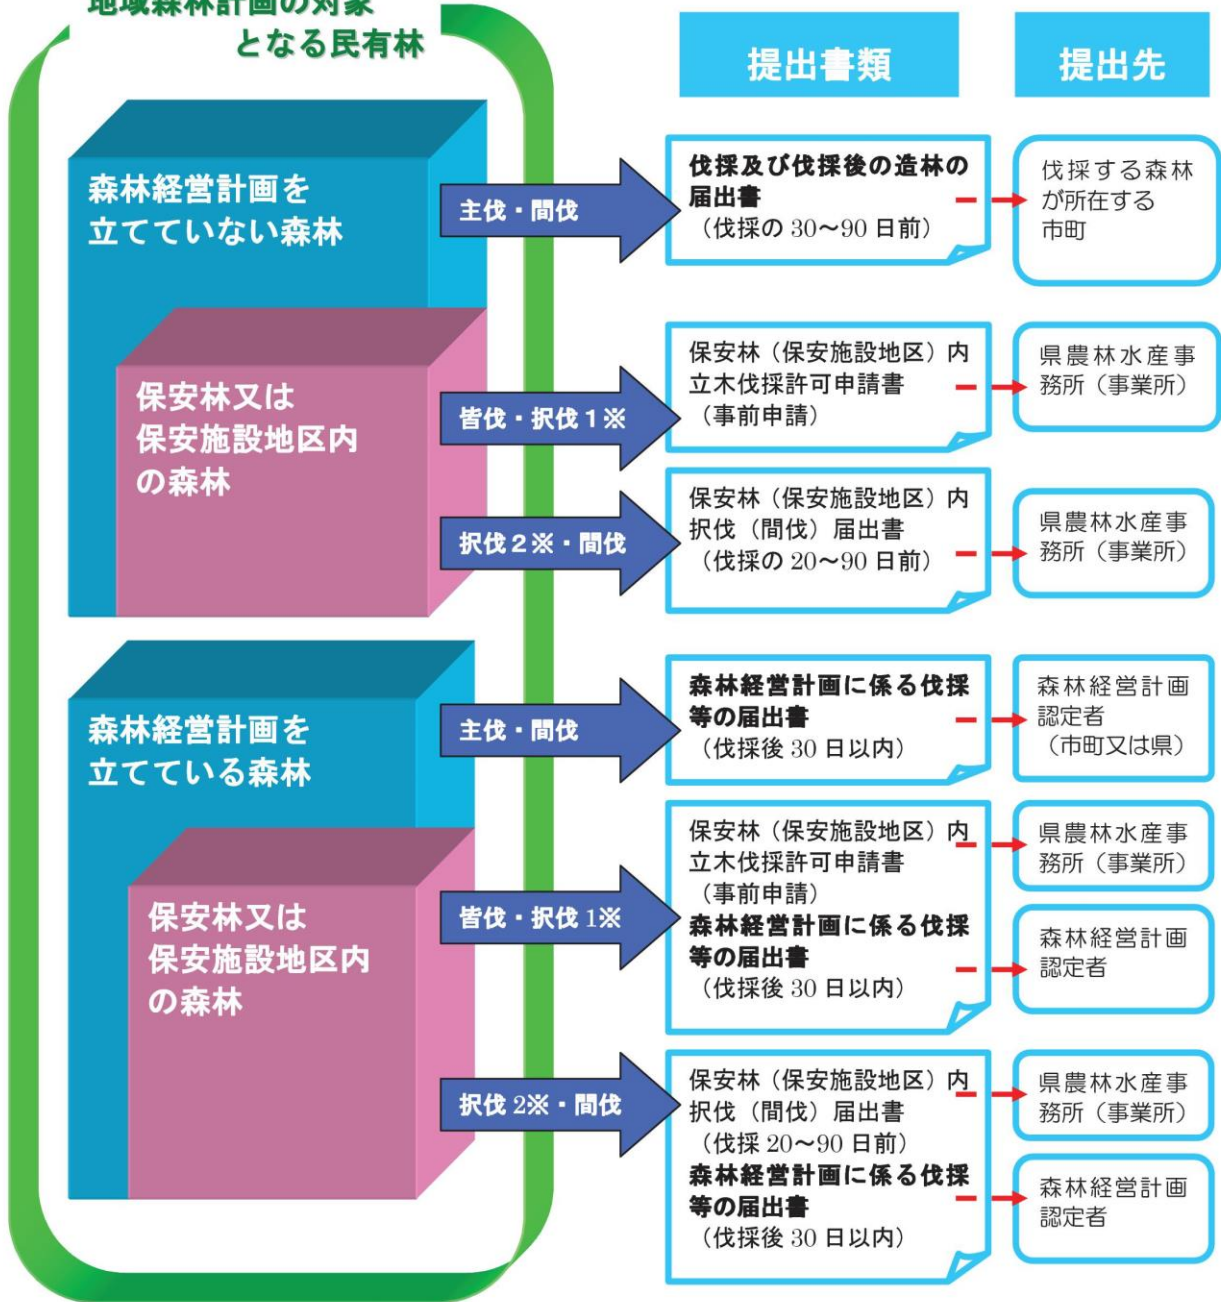 地域森林計画の対象
となる民有林
提出書類
提出先
森林経営計画を
立てていない森林
主伐・間伐
伐採及び伐採後の造林の
届出書
（伐採の 30～90 日前）
伐採する森林
が所在する
市町
保安林又は
保安施設地区内
の森林
皆伐・択伐１※
保安林（保安施設地区）内
立木伐採許可申請書
（事前申請）
県農林水産事
務所（事業所）
択伐２※・間伐
保安林（保安施設地区）内
択伐（間伐）届出書
（伐採の 20～90 日前）
県農林水産事
務所（事業所）
森林経営計画を
立てている森林
主伐・間伐
森林経営計画に係る伐採
等の届出書
（伐採後 30 日以内）
森林経営計画
認定者
（市町又は県）
保安林又は
保安施設地区内
の森林
皆伐・択伐 1※
保安林（保安施設地区）内
立木伐採許可申請書
（事前申請）
森林経営計画に係る伐採
等の届出書
（伐採後 30 日以内）
県農林水産事
務所（事業所）
森林経営計画
認定者
択伐 2※・間伐
保安林（保安施設地区）内
択伐（間伐）届出書
（伐採 20～90 日前）
森林経営計画に係る伐採
等の届出書
（伐採後 30 日以内）
県農林水産事
務所（事業所）
森林経営計画
認定者